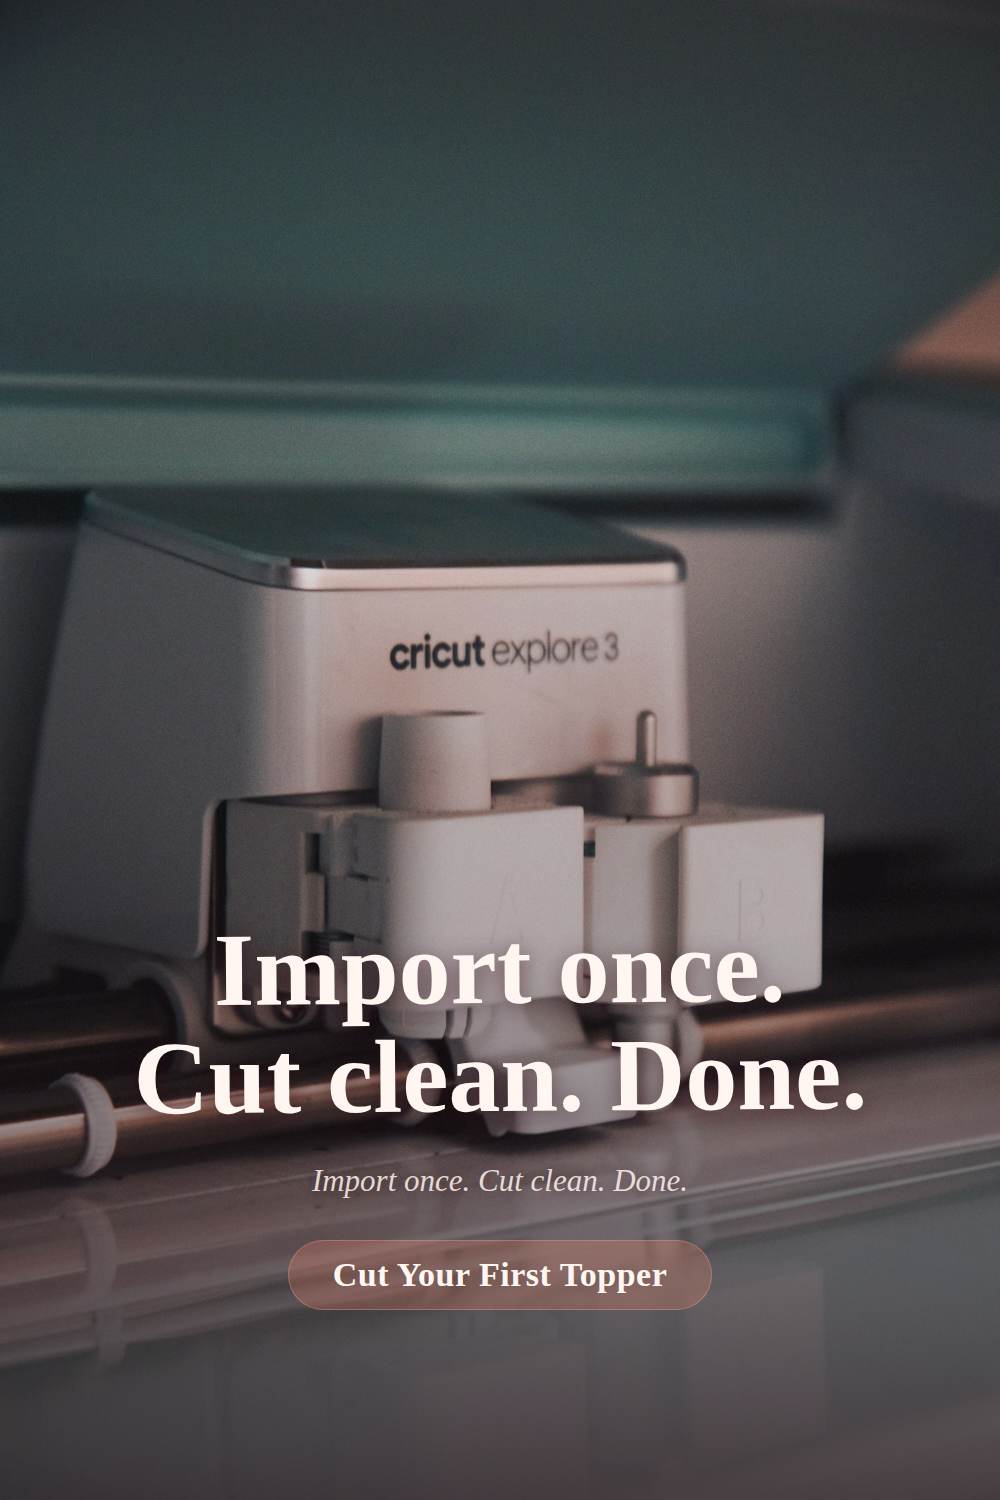 cricut explore 3
A
B
Import once.
Cut clean. Done.
Import once. Cut clean. Done.
Cut Your First Topper